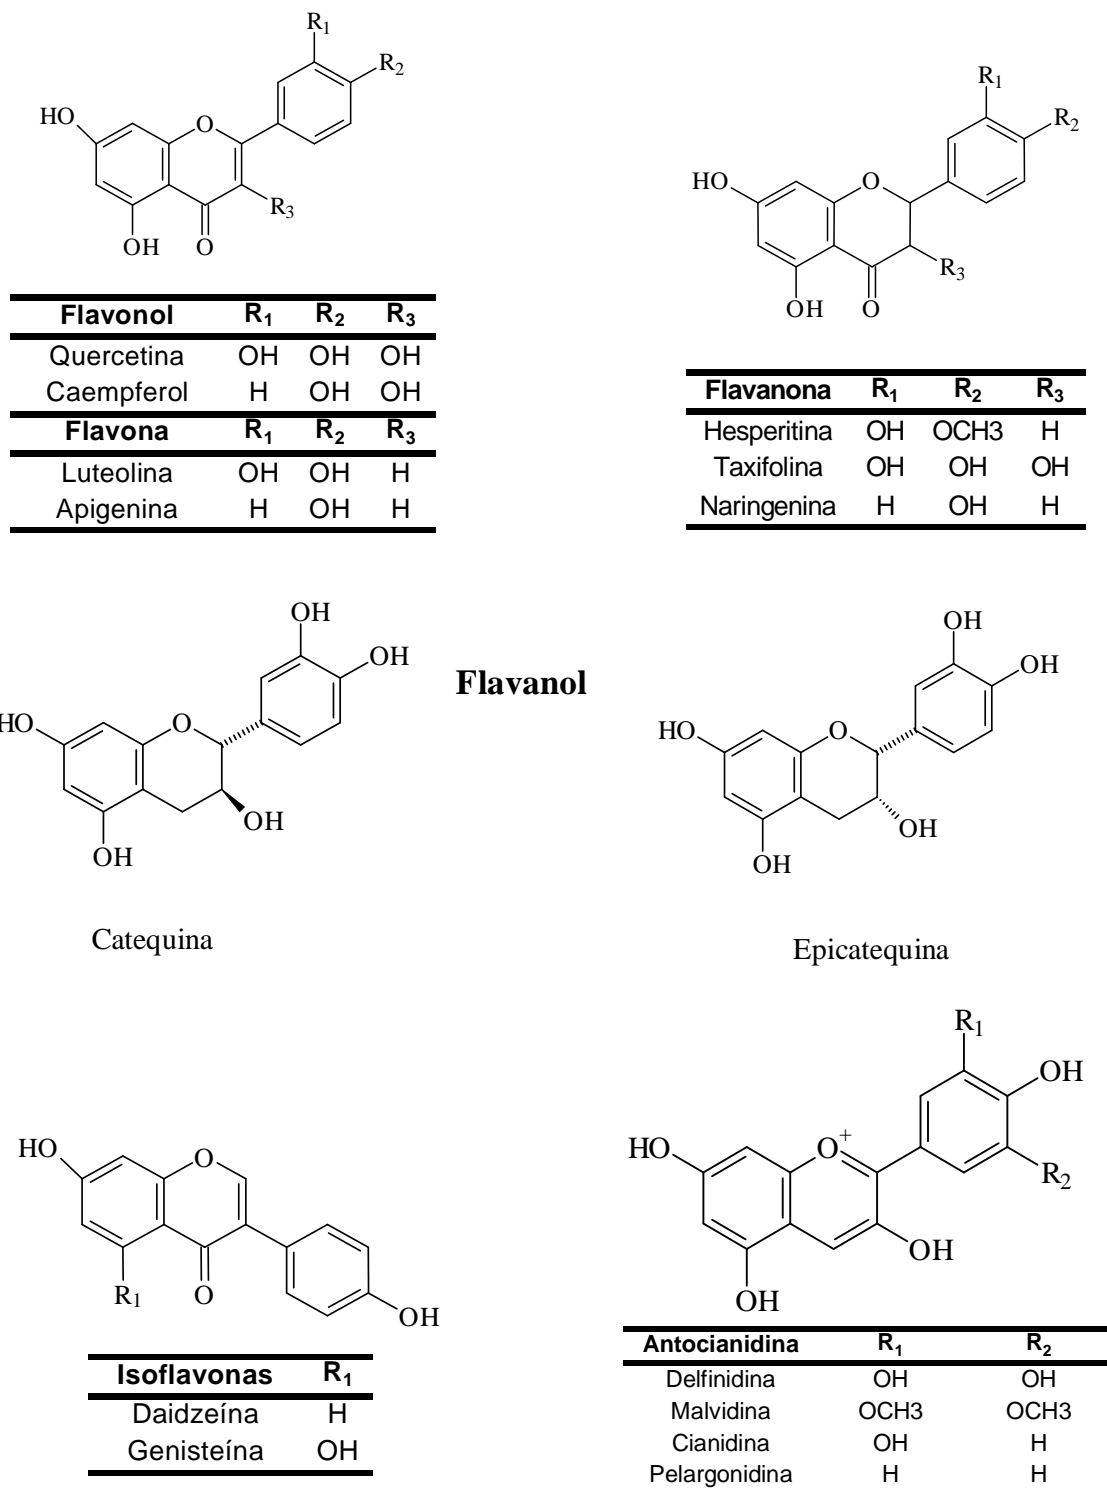 R1
R2
HO
O
R3
OH
O
Flavonol R1 R2 R3
Quercetina OH OH OH
Caempferol H OH OH
Flavona R1 R2 R3
Luteolina OH OH H
Apigenina H OH H
R1
R2
HO
O
R3
OH
O
Flavanona R1 R2 R3
Hesperitina OH OCH3 H
Taxifolina OH OH OH
Naringenina H OH H
OH
OH
HO
O
OH
OH
Catequina
Flavanol
OH
OH
HO
O
OH
OH
Epicatequina
HO
O
R1
O
OH
Isoflavonas R1
Daidzeína H
Genisteína OH
R1
OH
HO
O+
R2
OH
OH
Antocianidina R1 R2
Delfinidina OH OH
Malvidina OCH3 OCH3
Cianidina OH H
Pelargonidina H H